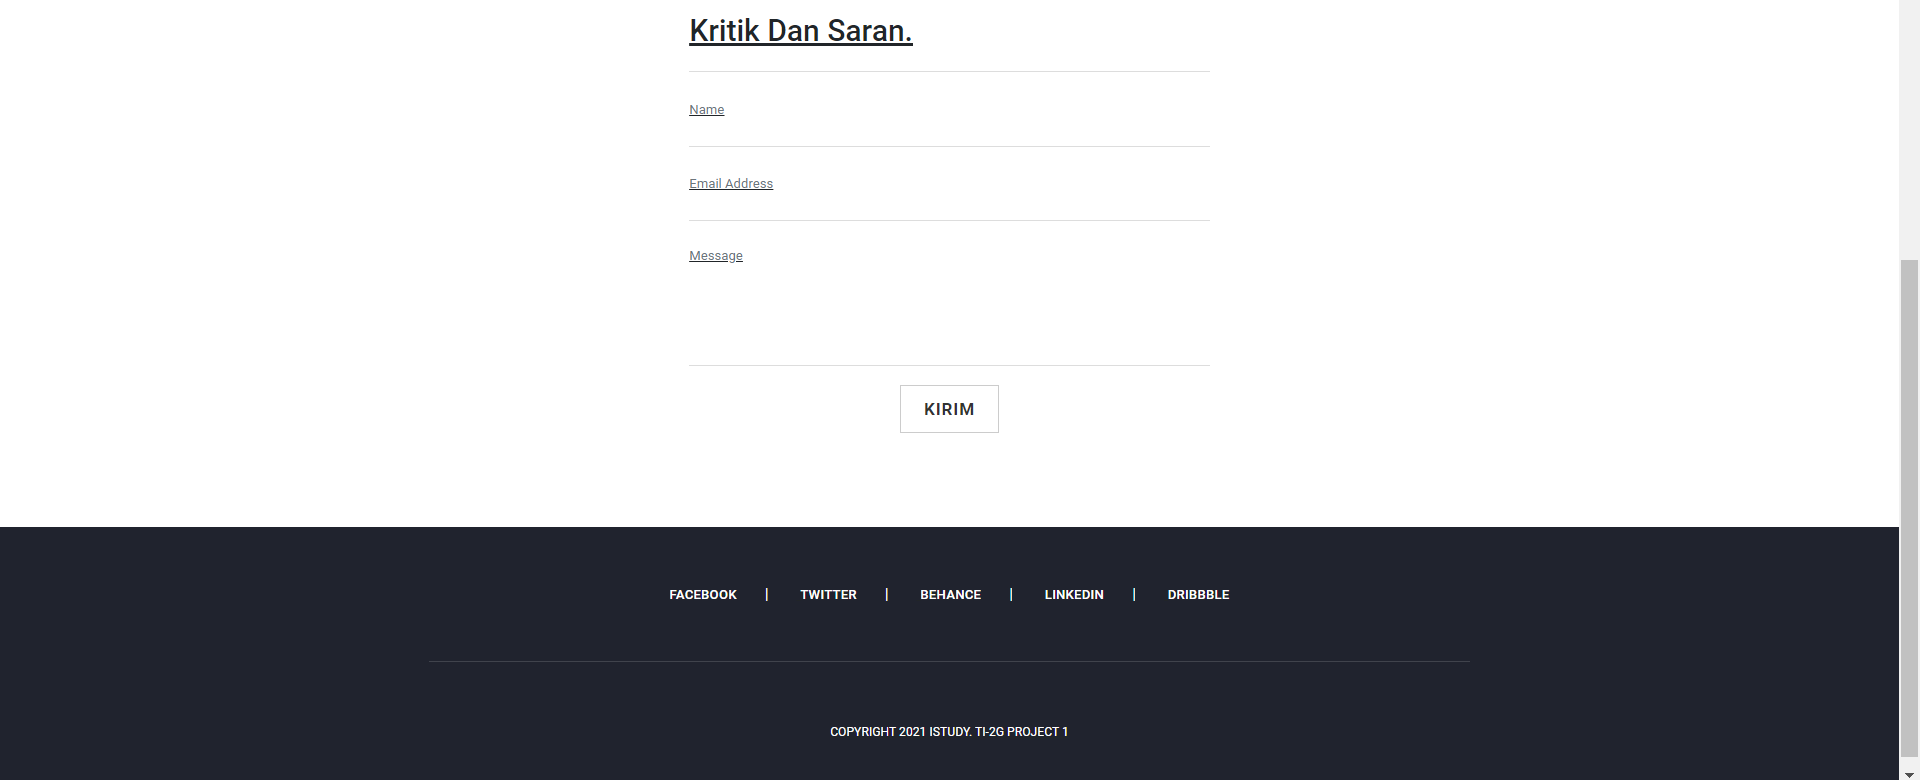 Kritik Dan Saran.
Name
Email Address
Message
KIRIM
FACEBOOK | TWITTER | BEHANCE | LINKEDIN | DRIBBBLE
COPYRIGHT 2021 ISTUDY. TI-2G PROJECT 1